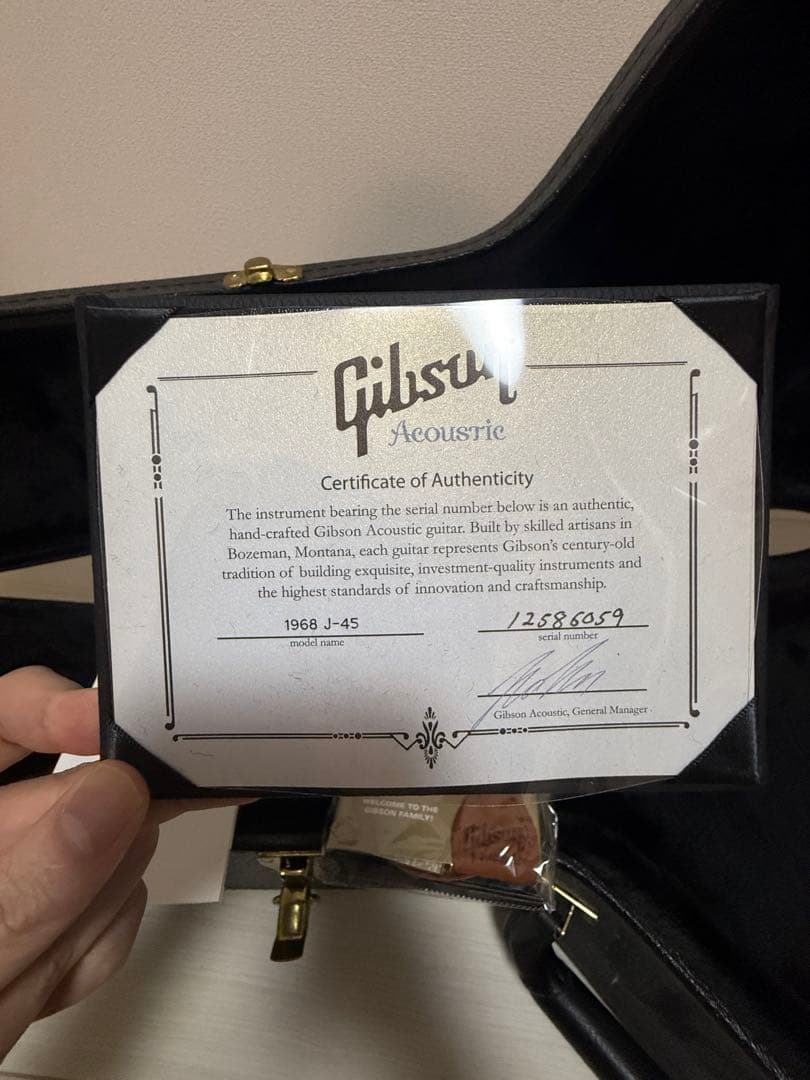 Gibson
Acoustic
Certificate of Authenticity
The instrument bearing the serial number below is an authentic,
hand-crafted Gibson Acoustic guitar. Built by skilled artisans in
Bozeman, Montana, each guitar represents Gibson's century-old
tradition of building exquisite, investment-quality instruments and
the highest standards of innovation and craftsmanship.
1968 J-45
model name
12586059
serial number
Gibson Acoustic, General Manager
WELCOME TO THE
GIBSON FAMILY!
Gibson